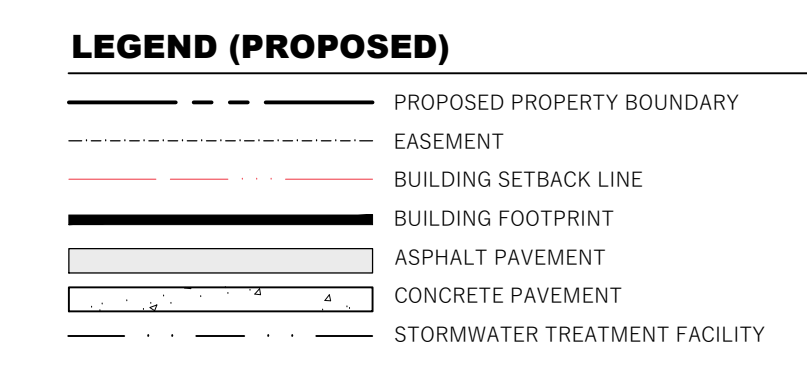 LEGEND (PROPOSED)
PROPOSED PROPERTY BOUNDARY
EASEMENT
BUILDING SETBACK LINE
BUILDING FOOTPRINT
ASPHALT PAVEMENT
CONCRETE PAVEMENT
STORMWATER TREATMENT FACILITY